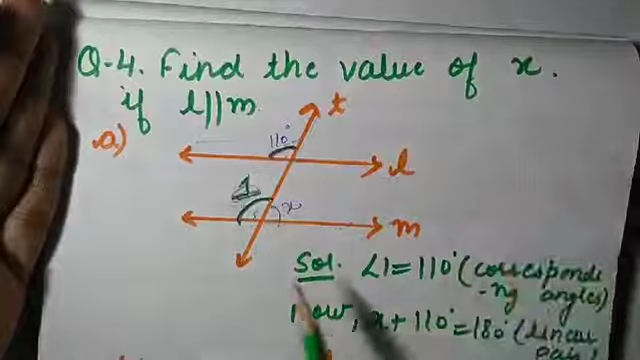 Q-4. Find the value of x.
if l||m
a.)
t
110°
l
1
x
m
Sol. ∠1=110° (correspondi
-ng angles)
Now, x+110°=180° (linear
pair)